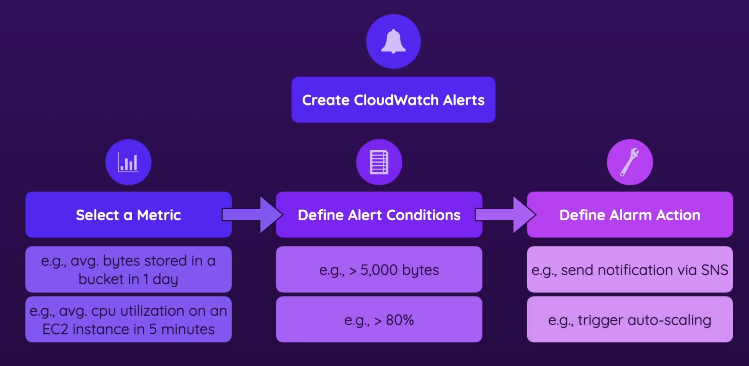 Create CloudWatch Alerts
Select a Metric
Define Alert Conditions
Define Alarm Action
e.g., avg. bytes stored in a
bucket in 1 day
e.g., > 5,000 bytes
e.g., send notification via SNS
e.g., avg. cpu utilization on an
EC2 instance in 5 minutes
e.g., > 80%
e.g., trigger auto-scaling